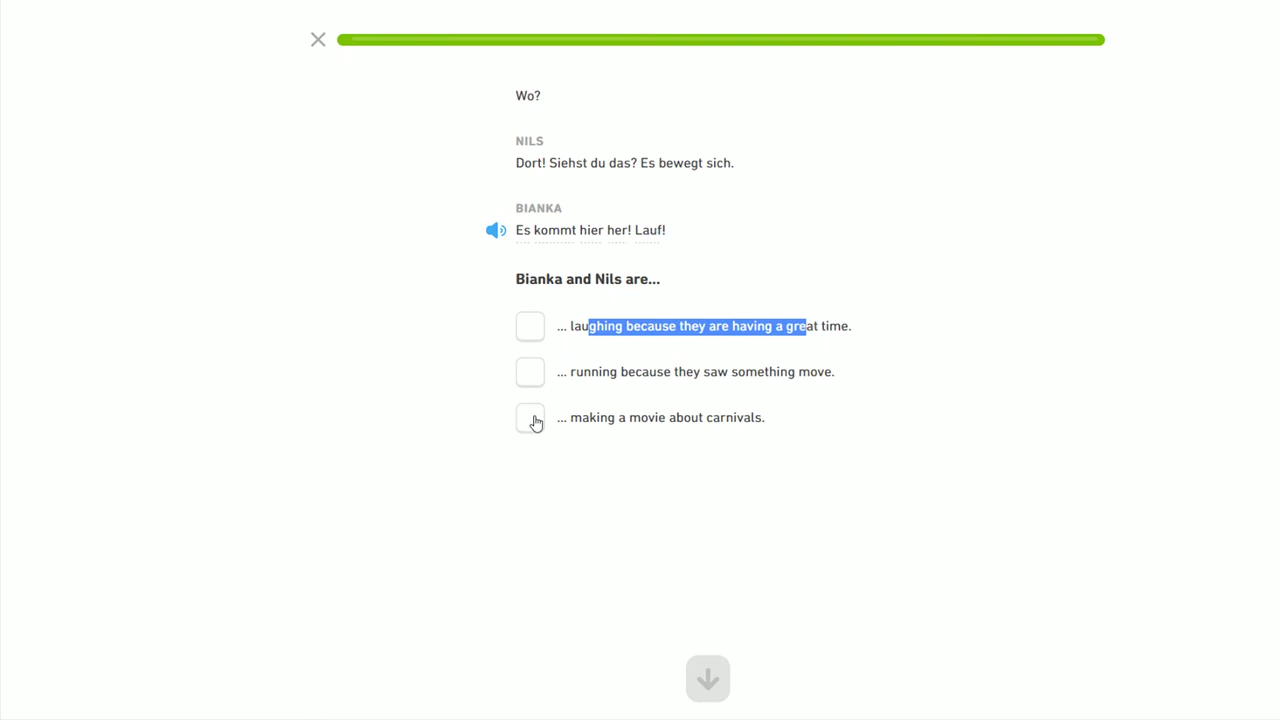 Wo?
NILS
Dort! Siehst du das? Es bewegt sich.
BIANKA
Es kommt hier her! Lauf!
Bianka and Nils are...
... laughing because they are having a great time.
... running because they saw something move.
... making a movie about carnivals.